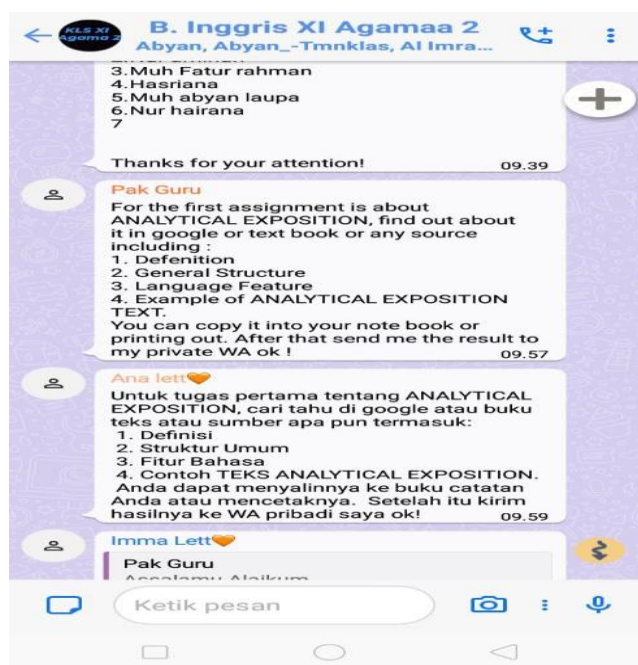 KLS XI
Agama 2
B. Inggris XI Agamaa 2
Abyan, Abyan_-Tmnklas, Al Imra...
3.Muh Fatur rahman
4.Hasriana
5.Muh abyan laupa
6.Nur hairana
7
Thanks for your attention!
09.39
Pak Guru
For the first assignment is about
ANALYTICAL EXPOSITION, find out about
it in google or text book or any source
including :
1. Defenition
2. General Structure
3. Language Feature
4. Example of ANALYTICAL EXPOSITION
TEXT.
You can copy it into your note book or
printing out. After that send me the result to
my private WA ok !
09.57
Ana lett🧡
Untuk tugas pertama tentang ANALYTICAL
EXPOSITION, cari tahu di google atau buku
teks atau sumber apa pun termasuk:
1. Definisi
2. Struktur Umum
3. Fitur Bahasa
4. Contoh TEKS ANALYTICAL EXPOSITION.
Anda dapat menyalinnya ke buku catatan
Anda atau mencetaknya. Setelah itu kirim
hasilnya ke WA pribadi saya ok!
09.59
Imma Lett🧡
Pak Guru
Assalamu Alaikum
Ketik pesan